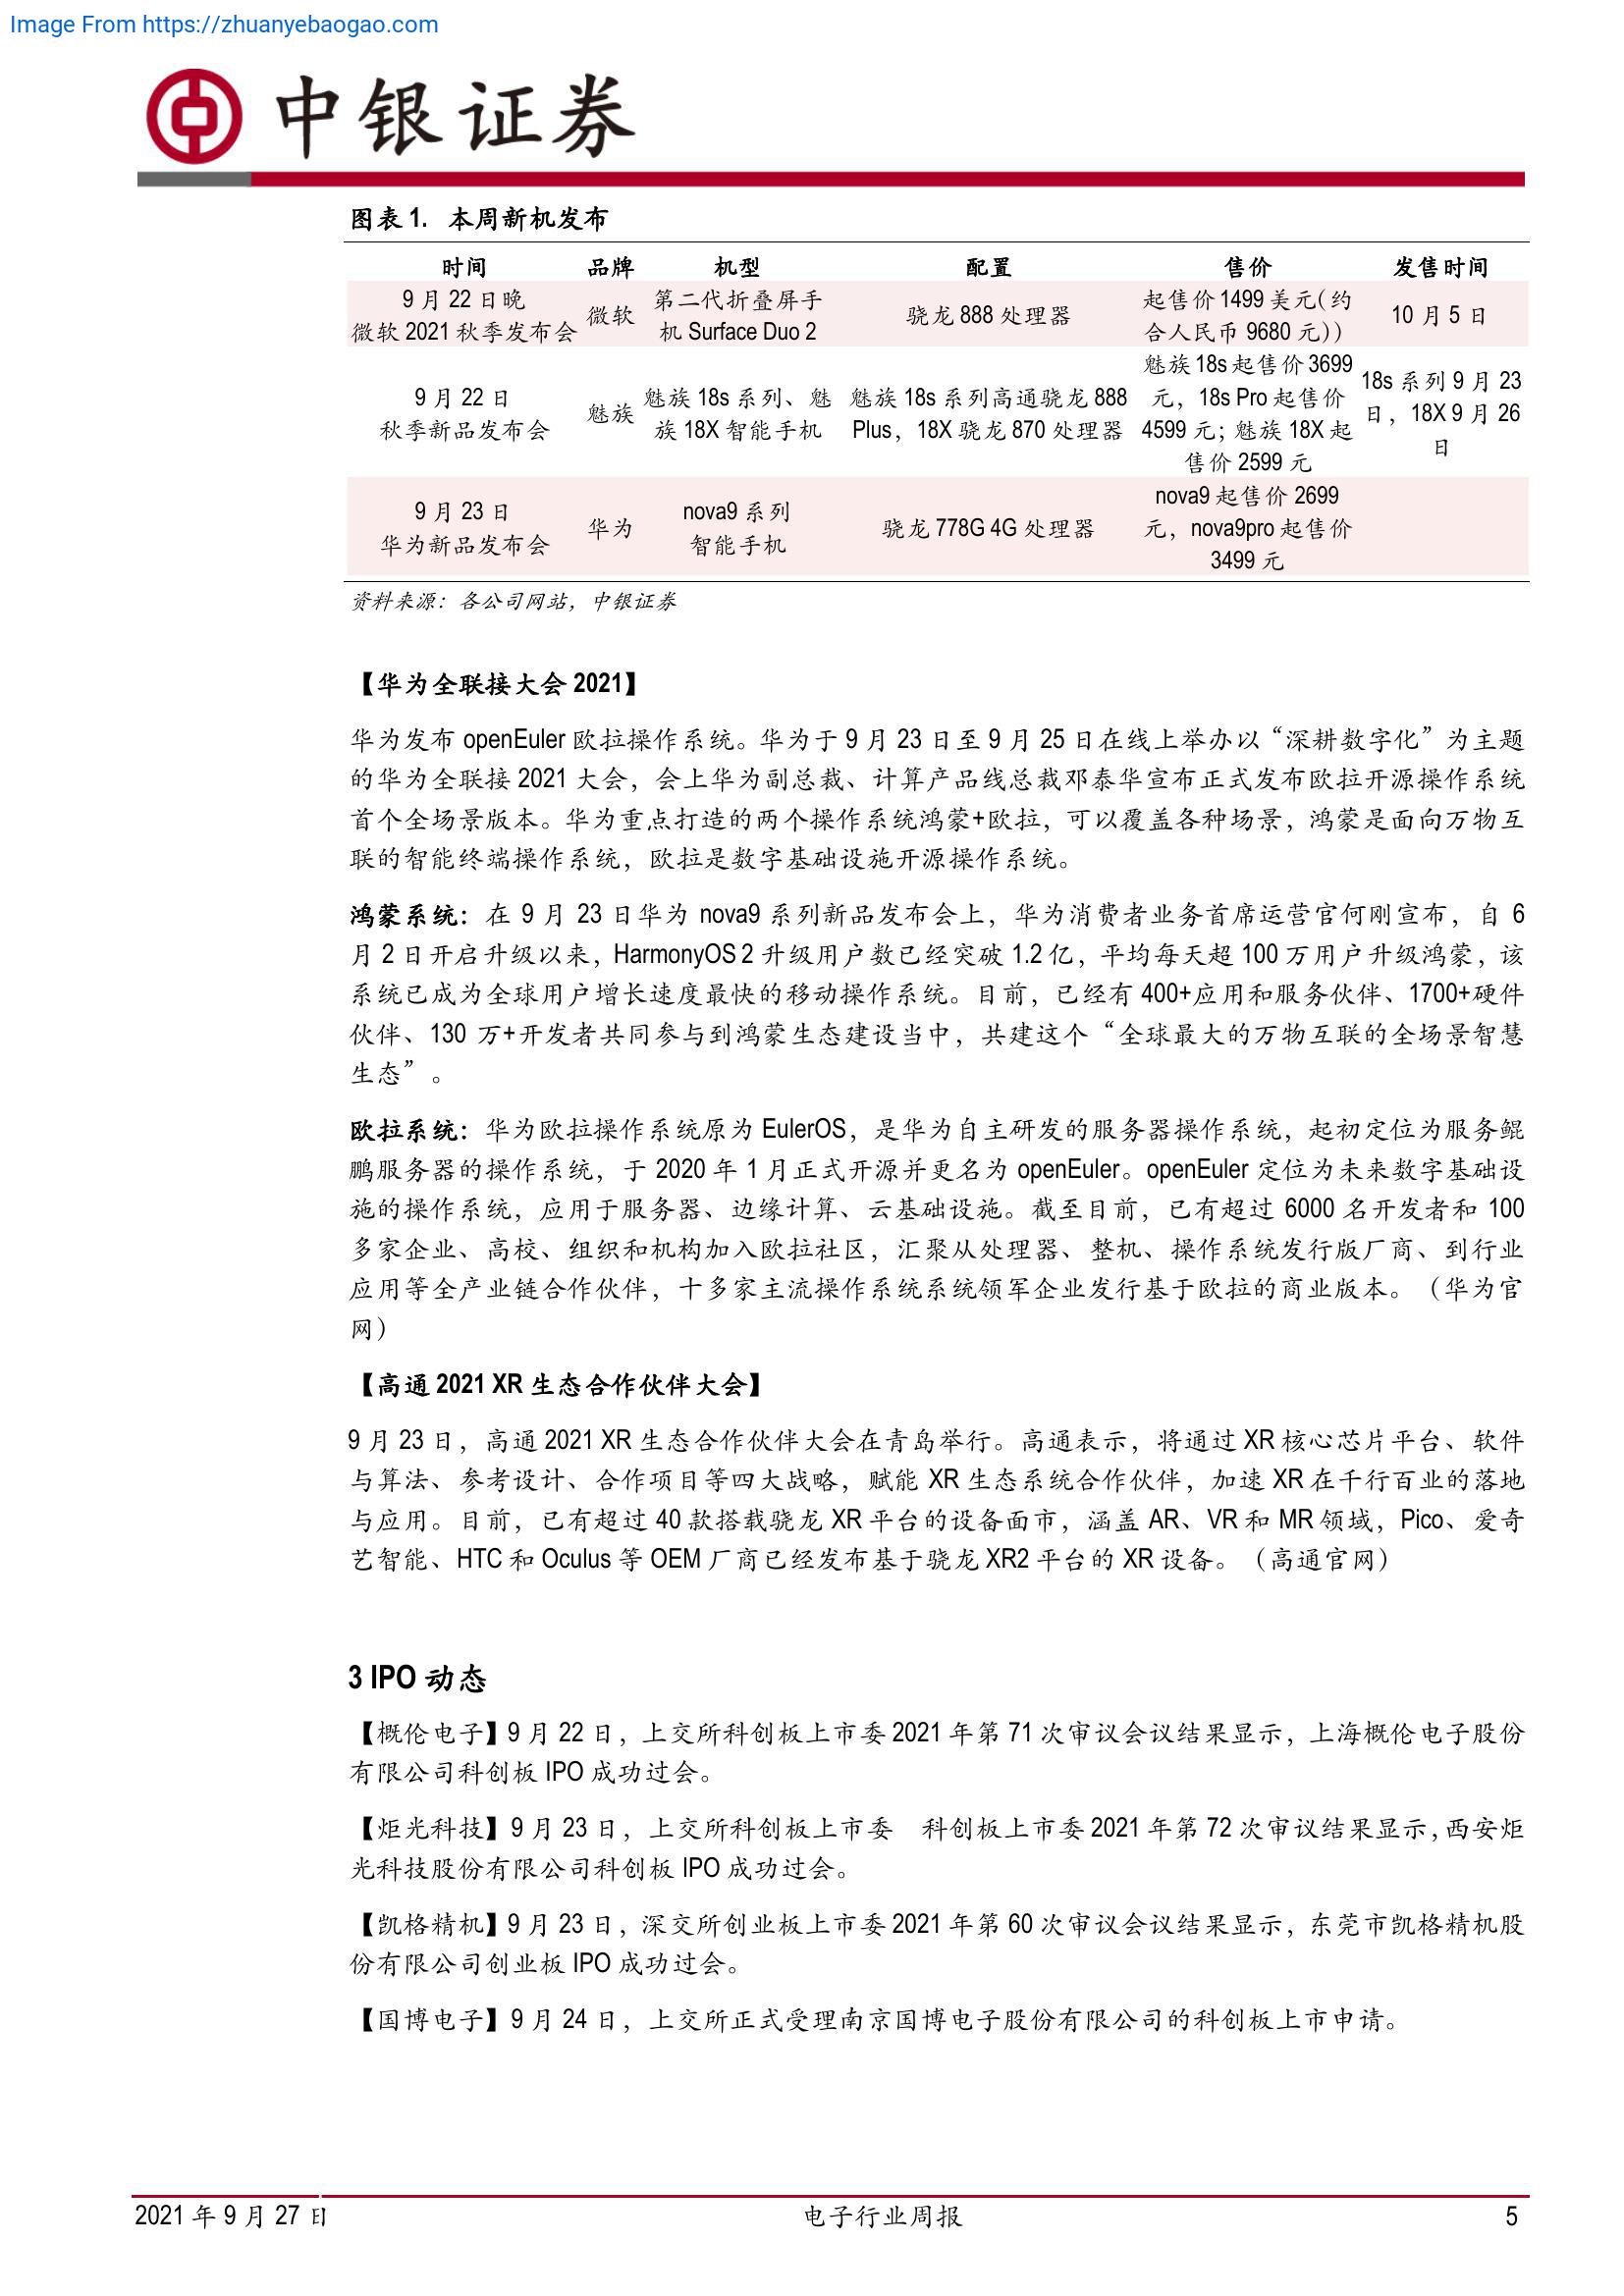 Image From https://zhuanyebaogao.com
中银证券
图表 1. 本周新机发布
时间 品牌 机型 配置 售价 发售时间
9 月 22 日晚
微软 2021 秋季发布会
微软
第二代折叠屏手
机 Surface Duo 2
骁龙 888 处理器
起售价 1499 美元(约
合人民币 9680 元))
10 月 5 日
9 月 22 日
秋季新品发布会
魅族
魅族 18s 系列、魅
族 18X 智能手机
魅族 18s 系列高通骁龙 888
Plus，18X 骁龙 870 处理器
魅族 18s 起售价 3699
元，18s Pro 起售价
4599 元；魅族 18X 起
售价 2599 元
18s 系列 9 月 23
日，18X 9 月 26
日
9 月 23 日
华为新品发布会
华为
nova9 系列
智能手机
骁龙 778G 4G 处理器
nova9 起售价 2699
元，nova9pro 起售价
3499 元
资料来源：各公司网站，中银证券
【华为全联接大会 2021】
华为发布 openEuler 欧拉操作系统。华为于 9 月 23 日至 9 月 25 日在线上举办以“深耕数字化”为主题
的华为全联接 2021 大会，会上华为副总裁、计算产品线总裁邓泰华宣布正式发布欧拉开源操作系统
首个全场景版本。华为重点打造的两个操作系统鸿蒙+欧拉，可以覆盖各种场景，鸿蒙是面向万物互
联的智能终端操作系统，欧拉是数字基础设施开源操作系统。
鸿蒙系统：在 9 月 23 日华为 nova9 系列新品发布会上，华为消费者业务首席运营官何刚宣布，自 6
月 2 日开启升级以来，HarmonyOS 2 升级用户数已经突破 1.2 亿，平均每天超 100 万用户升级鸿蒙，该
系统已成为全球用户增长速度最快的移动操作系统。目前，已经有 400+应用和服务伙伴、1700+硬件
伙伴、130 万+开发者共同参与到鸿蒙生态建设当中，共建这个“全球最大的万物互联的全场景智慧
生态”。
欧拉系统：华为欧拉操作系统原为 EulerOS，是华为自主研发的服务器操作系统，起初定位为服务鲲
鹏服务器的操作系统，于 2020 年 1 月正式开源并更名为 openEuler。openEuler 定位为未来数字基础设
施的操作系统，应用于服务器、边缘计算、云基础设施。截至目前，已有超过 6000 名开发者和 100
多家企业、高校、组织和机构加入欧拉社区，汇聚从处理器、整机、操作系统发行版厂商、到行业
应用等全产业链合作伙伴，十多家主流操作系统系统领军企业发行基于欧拉的商业版本。（华为官
网）
【高通 2021 XR 生态合作伙伴大会】
9 月 23 日，高通 2021 XR 生态合作伙伴大会在青岛举行。高通表示，将通过 XR 核心芯片平台、软件
与算法、参考设计、合作项目等四大战略，赋能 XR 生态系统合作伙伴，加速 XR 在千行百业的落地
与应用。目前，已有超过 40 款搭载骁龙 XR 平台的设备面市，涵盖 AR、VR 和 MR 领域，Pico、爱奇
艺智能、HTC 和 Oculus 等 OEM 厂商已经发布基于骁龙 XR2 平台的 XR 设备。（高通官网）
3 IPO 动态
【概伦电子】9 月 22 日，上交所科创板上市委 2021 年第 71 次审议会议结果显示，上海概伦电子股份
有限公司科创板 IPO 成功过会。
【炬光科技】9 月 23 日，上交所科创板上市委　科创板上市委 2021 年第 72 次审议结果显示，西安炬
光科技股份有限公司科创板 IPO 成功过会。
【凯格精机】9 月 23 日，深交所创业板上市委 2021 年第 60 次审议会议结果显示，东莞市凯格精机股
份有限公司创业板 IPO 成功过会。
【国博电子】9 月 24 日，上交所正式受理南京国博电子股份有限公司的科创板上市申请。
2021 年 9 月 27 日 电子行业周报 5